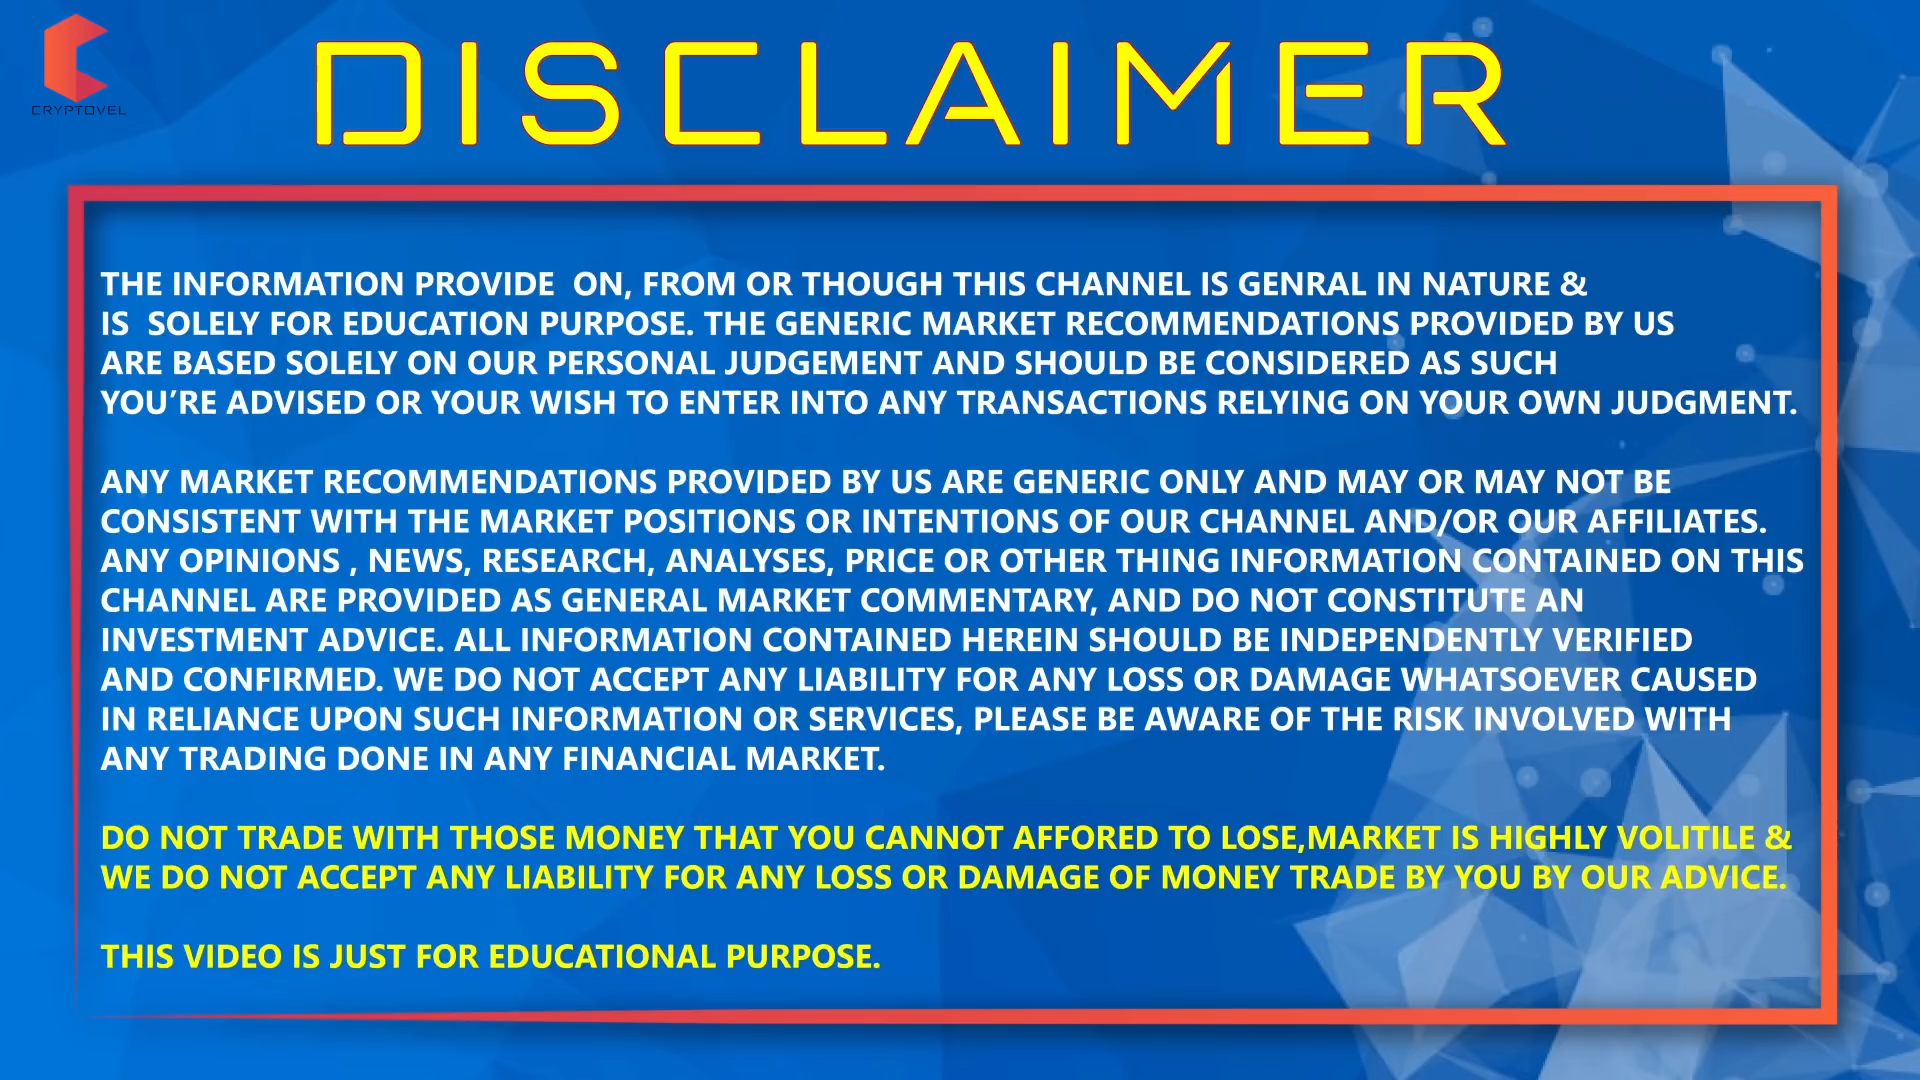 CRYPTOVEL
DISCLAIMER
THE INFORMATION PROVIDE  ON, FROM OR THOUGH THIS CHANNEL IS GENRAL IN NATURE &
IS  SOLELY FOR EDUCATION PURPOSE. THE GENERIC MARKET RECOMMENDATIONS PROVIDED BY US
ARE BASED SOLELY ON OUR PERSONAL JUDGEMENT AND SHOULD BE CONSIDERED AS SUCH
YOU’RE ADVISED OR YOUR WISH TO ENTER INTO ANY TRANSACTIONS RELYING ON YOUR OWN JUDGMENT.
ANY MARKET RECOMMENDATIONS PROVIDED BY US ARE GENERIC ONLY AND MAY OR MAY NOT BE
CONSISTENT WITH THE MARKET POSITIONS OR INTENTIONS OF OUR CHANNEL AND/OR OUR AFFILIATES.
ANY OPINIONS , NEWS, RESEARCH, ANALYSES, PRICE OR OTHER THING INFORMATION CONTAINED ON THIS
CHANNEL ARE PROVIDED AS GENERAL MARKET COMMENTARY, AND DO NOT CONSTITUTE AN
INVESTMENT ADVICE. ALL INFORMATION CONTAINED HEREIN SHOULD BE INDEPENDENTLY VERIFIED
AND CONFIRMED. WE DO NOT ACCEPT ANY LIABILITY FOR ANY LOSS OR DAMAGE WHATSOEVER CAUSED
IN RELIANCE UPON SUCH INFORMATION OR SERVICES, PLEASE BE AWARE OF THE RISK INVOLVED WITH
ANY TRADING DONE IN ANY FINANCIAL MARKET.
DO NOT TRADE WITH THOSE MONEY THAT YOU CANNOT AFFORED TO LOSE,MARKET IS HIGHLY VOLITILE &
WE DO NOT ACCEPT ANY LIABILITY FOR ANY LOSS OR DAMAGE OF MONEY TRADE BY YOU BY OUR ADVICE.
THIS VIDEO IS JUST FOR EDUCATIONAL PURPOSE.